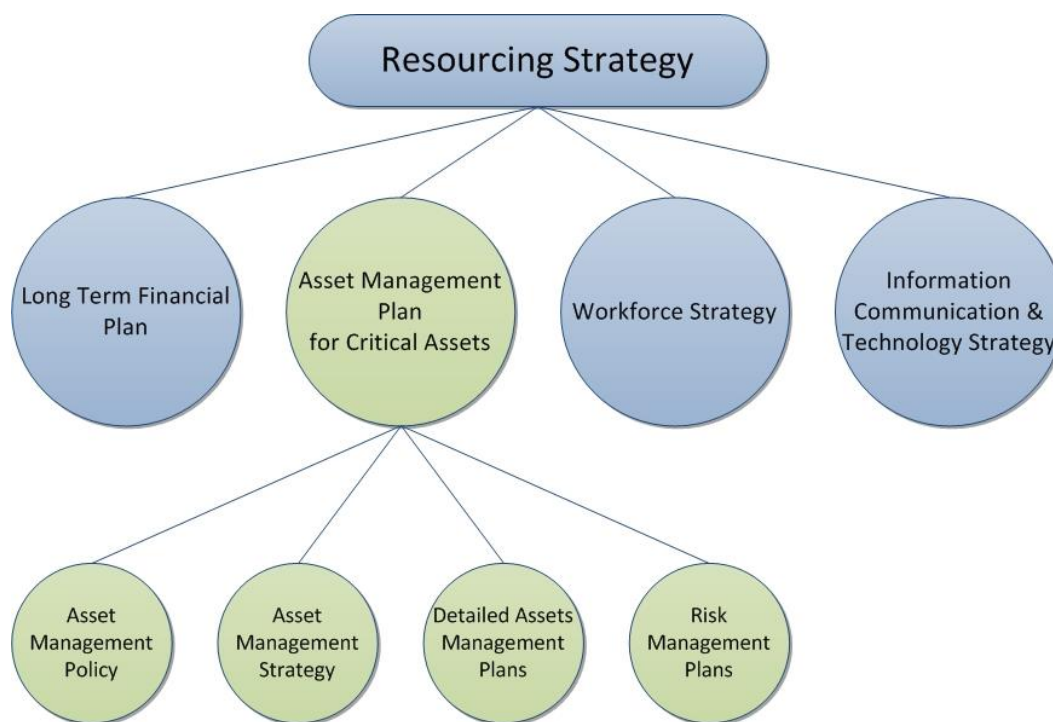 Resourcing Strategy
Long Term Financial
Plan
Asset Management
Plan
for Critical Assets
Workforce Strategy
Information
Communication &
Technology Strategy
Asset
Management
Policy
Asset
Management
Strategy
Detailed Assets
Management
Plans
Risk
Management
Plans